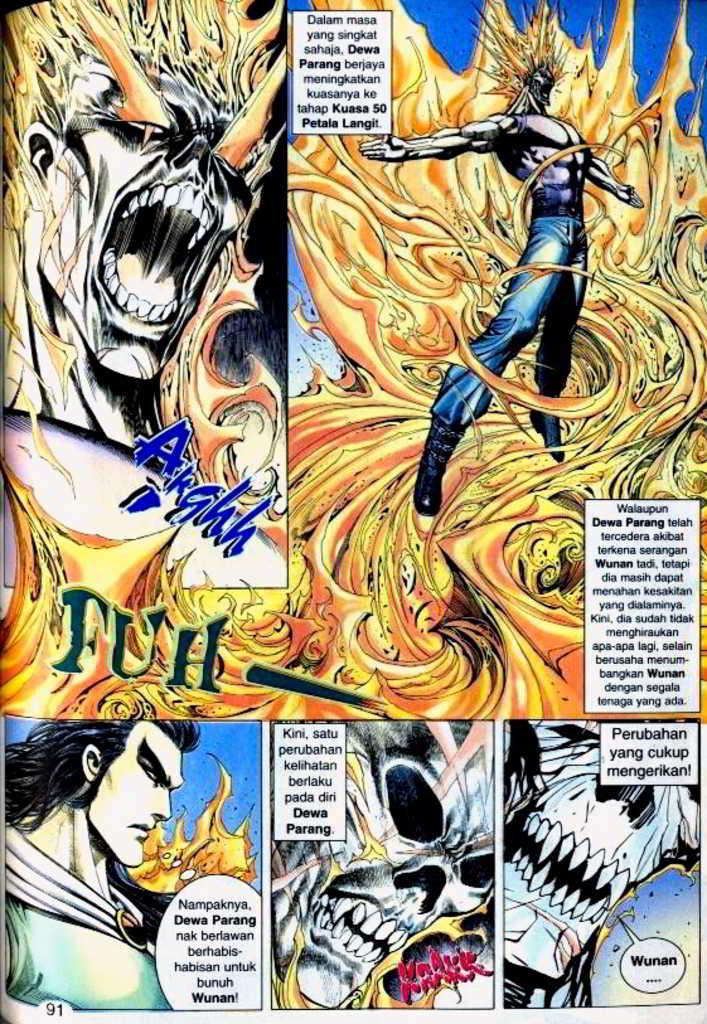 Dalam masa
yang singkat
sahaja, Dewa
Parang berjaya
meningkatkan
kuasanya ke
tahap Kuasa 50
Petala Langit.
Arghh
FUH
Walaupun
Dewa Parang telah
tercedera akibat
terkena serangan
Wunan tadi, tetapi
dia masih dapat
menahan kesakitan
yang dialaminya.
Kini, dia sudah tidak
menghiraukan
apa-apa lagi, selain
berusaha menum-
bangkan Wunan
dengan segala
tenaga yang ada.
Nampaknya,
Dewa Parang
nak berlawan
berhabis-
habisan untuk
bunuh
Wunan!
Kini, satu
perubahan
kelihatan
berlaku
pada diri
Dewa
Parang.
Perubahan
yang cukup
mengerikan!
Wunan
....
91